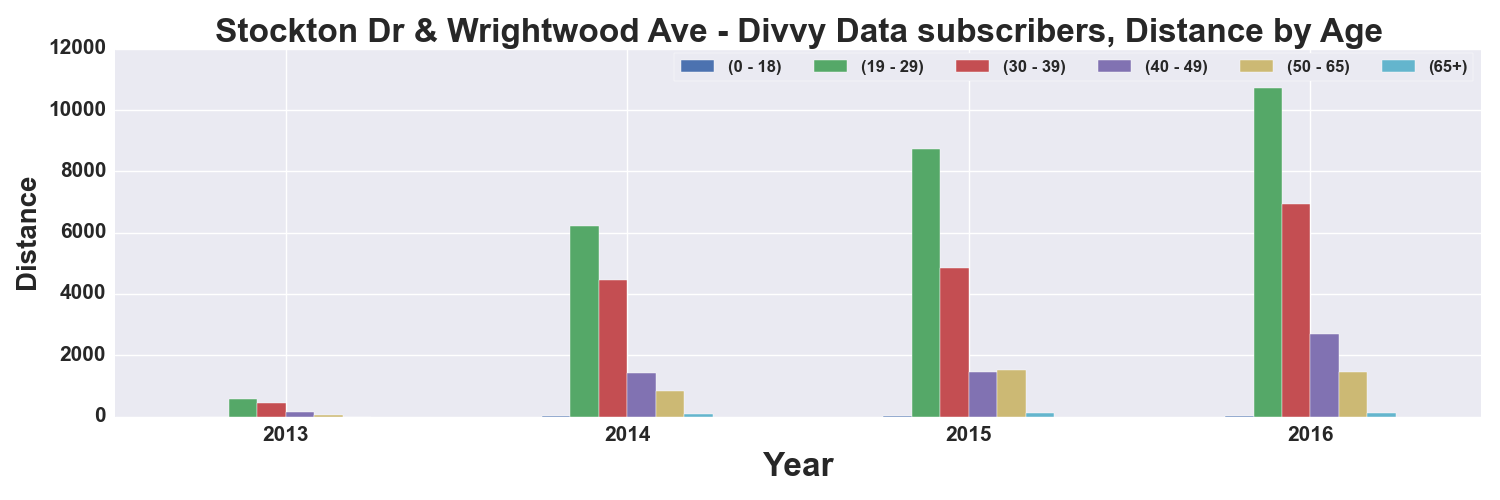 Stockton Dr & Wrightwood Ave - Divvy Data subscribers, Distance by Age
(0 - 18) (19 - 29) (30 - 39) (40 - 49) (50 - 65) (65+)
Distance
12000
10000
8000
6000
4000
2000
0
2013 2014 2015 2016
Year